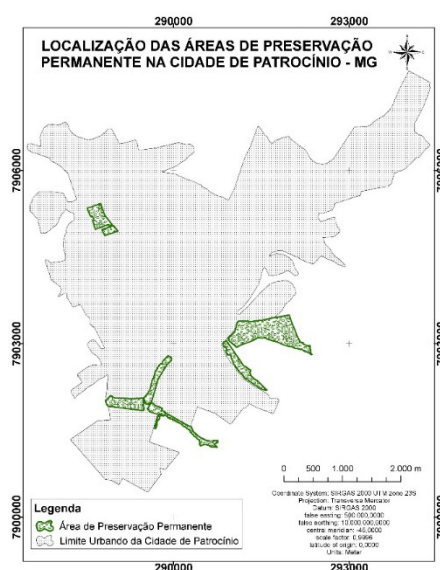 290000
293000
LOCALIZAÇÃO DAS ÁREAS DE PRESERVAÇÃO
PERMANENTE NA CIDADE DE PATROCÍNIO - MG
7906000
7906000
7903000
7903000
0 500 1.000 2.000 m
Coordinate System: SIRGAS 2000 UTM zone 23S
Projection: Transverse Mercator
Datum: SIRGAS 2000
false easting: 500.000,0000
false northing: 10.000.000,0000
central meridian: -45,0000
scale factor: 0,9996
latitude of origin: 0,0000
Units: Meter
Legenda
Área de Preservação Permanente
Limite Urbano da Cidade de Patrocínio
7900000
7900000
290000
293000